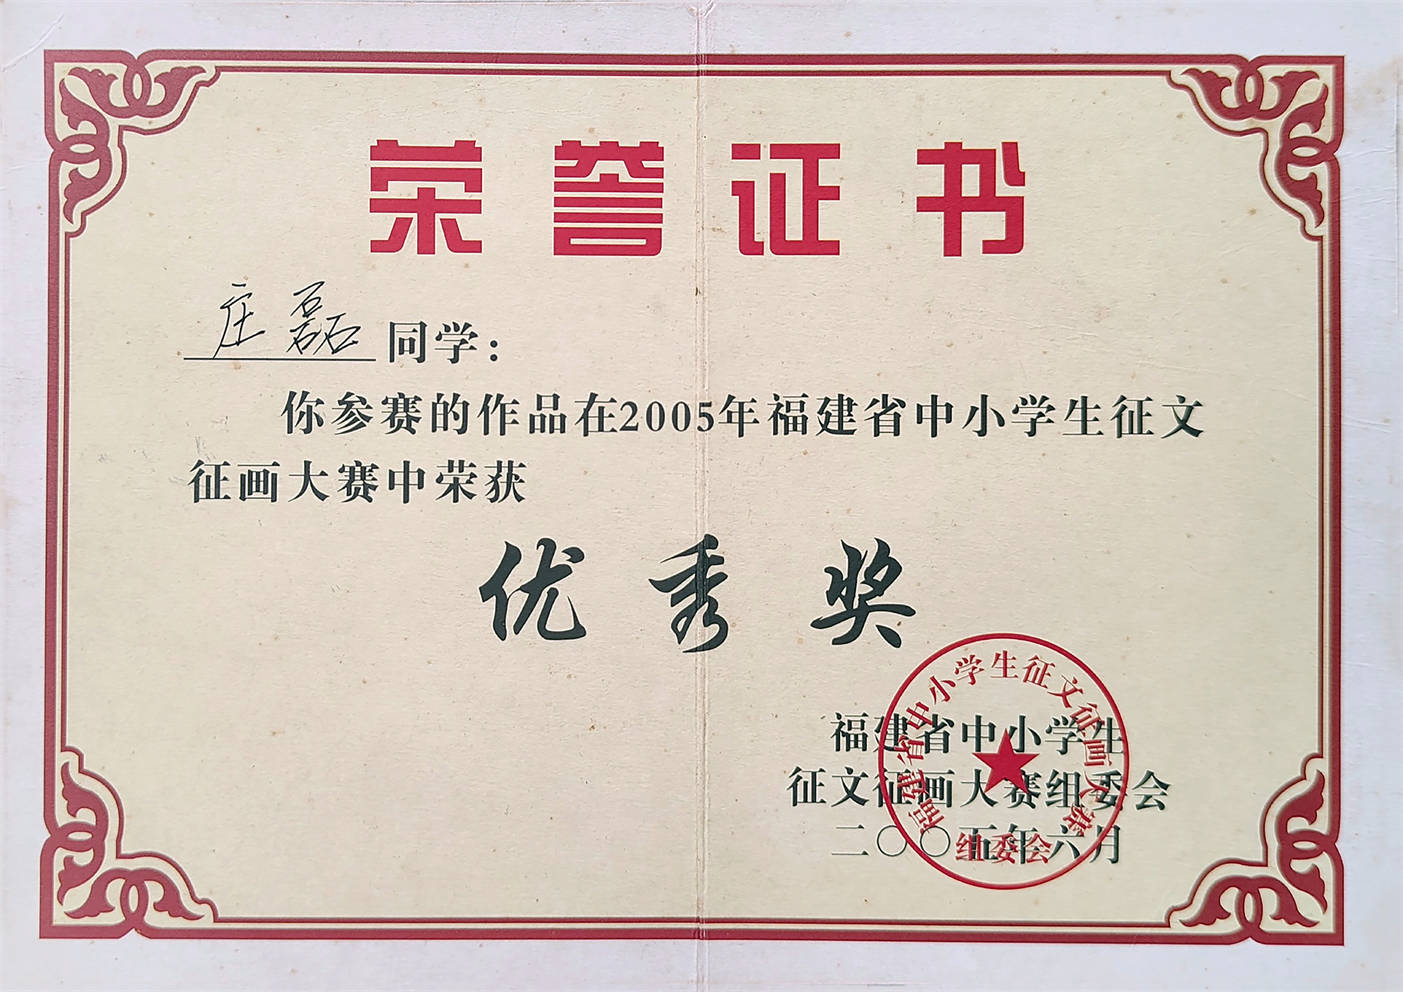 荣誉证书
庄磊同学：
你参赛的作品在2005年福建省中小学生征文
征画大赛中荣获
优秀奖
福建省中小学生
征文征画大赛组委会
二〇〇五年六月
福建省中小学生征文征画大赛
组委会